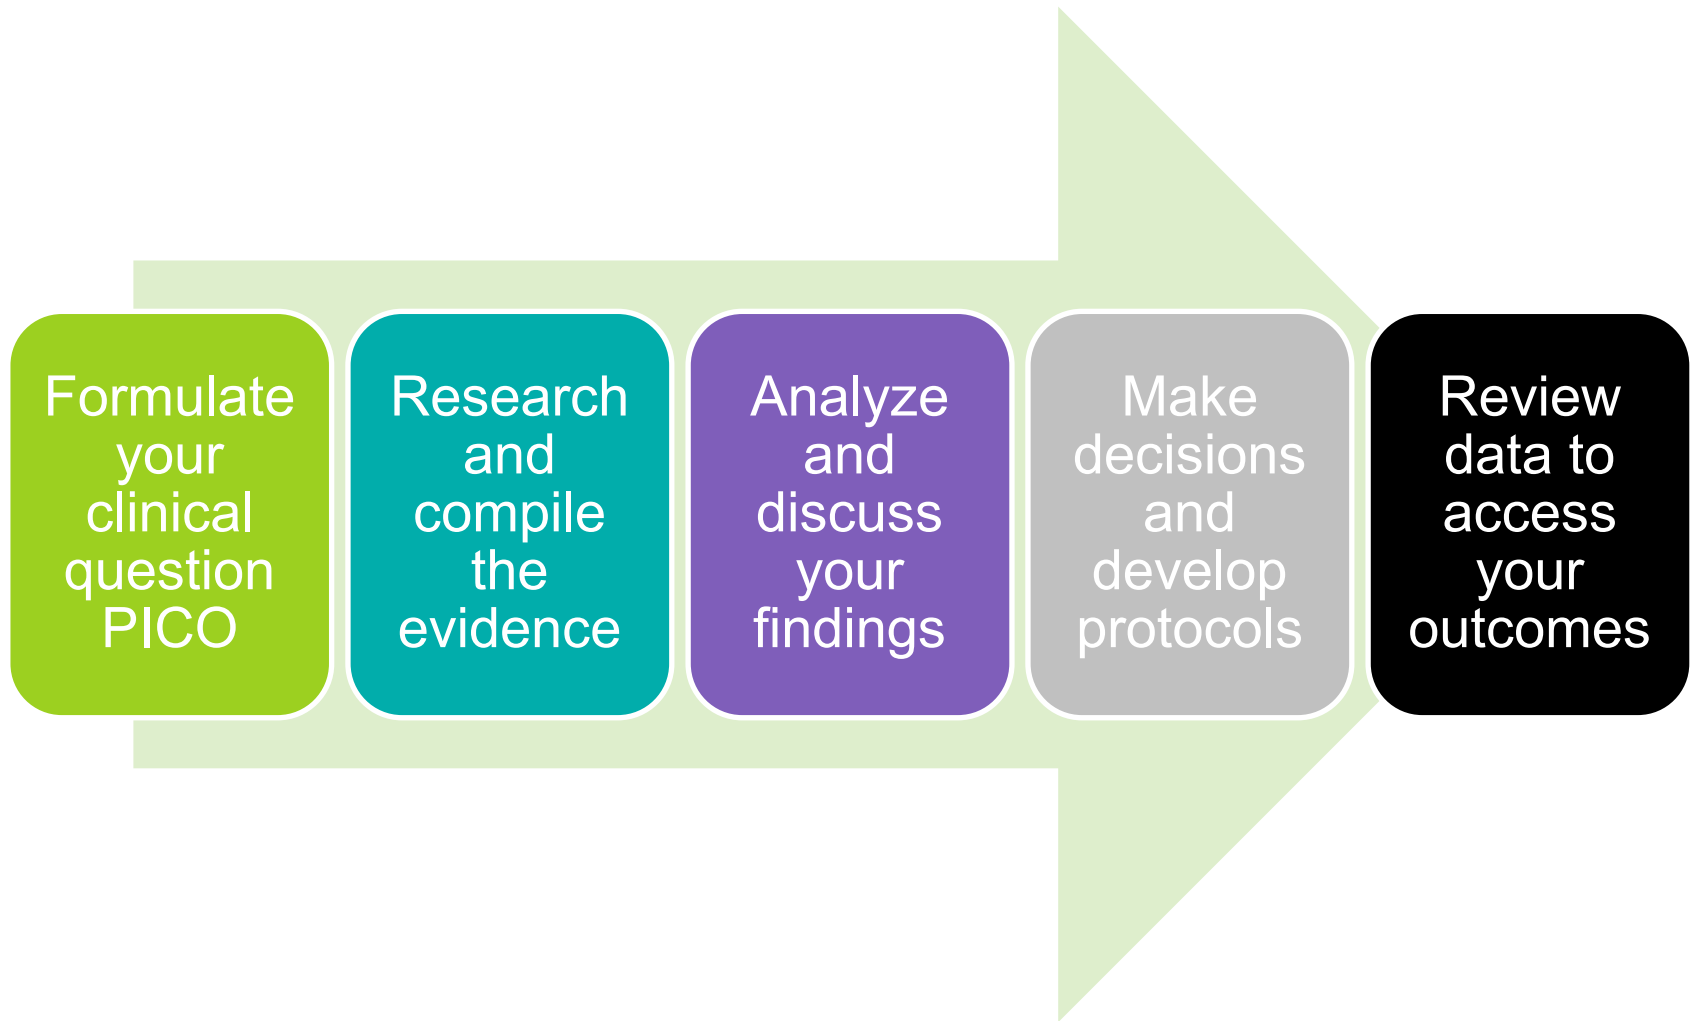 Formulate
your
clinical
question
PICO
Research
and
compile
the
evidence
Analyze
and
discuss
your
findings
Make
decisions
and
develop
protocols
Review
data to
access
your
outcomes